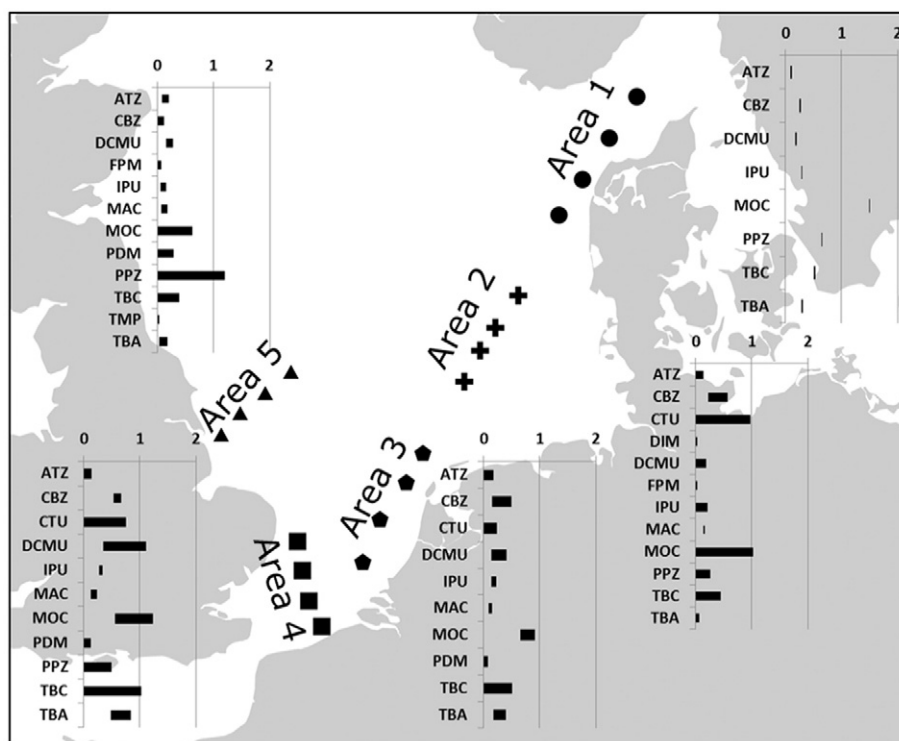 0 1 2
ATZ
CBZ
DCMU
FPM
IPU
MAC
MOC
PDM
PPZ
TBC
TMP
TBA
Area 1
0 1 2
ATZ
CBZ
DCMU
IPU
MOC
PPZ
TBC
TBA
Area 2
Area 5
Area 3
Area 4
0 1 2
ATZ
CBZ
CTU
DCMU
IPU
MAC
MOC
PDM
PPZ
TBC
TBA
0 1 2
ATZ
CBZ
CTU
DCMU
IPU
MAC
MOC
PDM
TBC
TBA
0 1 2
ATZ
CBZ
CTU
DIM
DCMU
FPM
IPU
MAC
MOC
PPZ
TBC
TBA